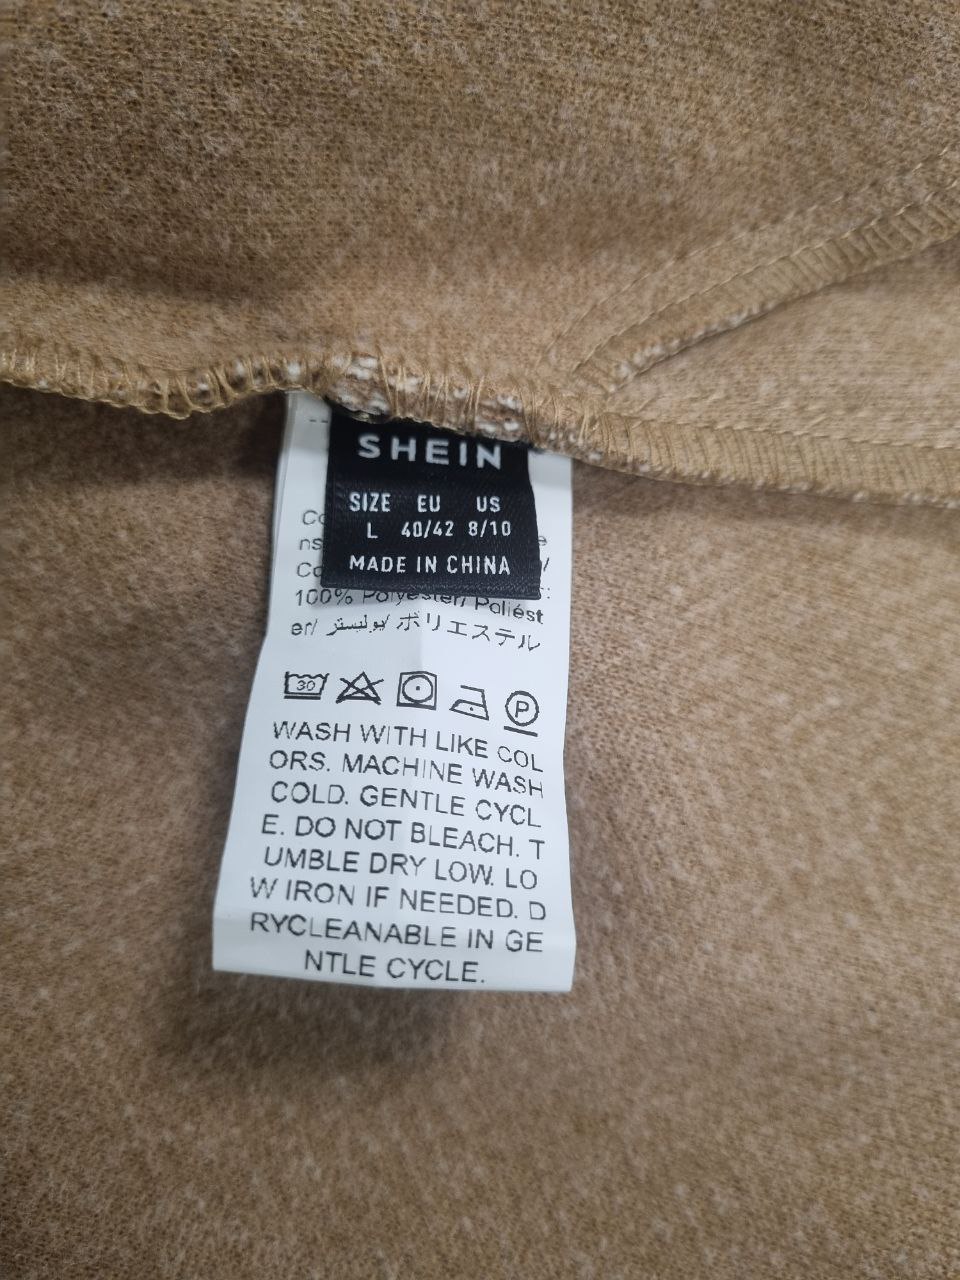 SHEIN
SIZE EU US
L 40/42 8/10
MADE IN CHINA
100% Polyester/ Poliést
er/ بوليستر/ ポリエステル
30
P
WASH WITH LIKE COL
ORS. MACHINE WASH
COLD. GENTLE CYCL
E. DO NOT BLEACH. T
UMBLE DRY LOW. LO
W IRON IF NEEDED. D
RYCLEANABLE IN GE
NTLE CYCLE.